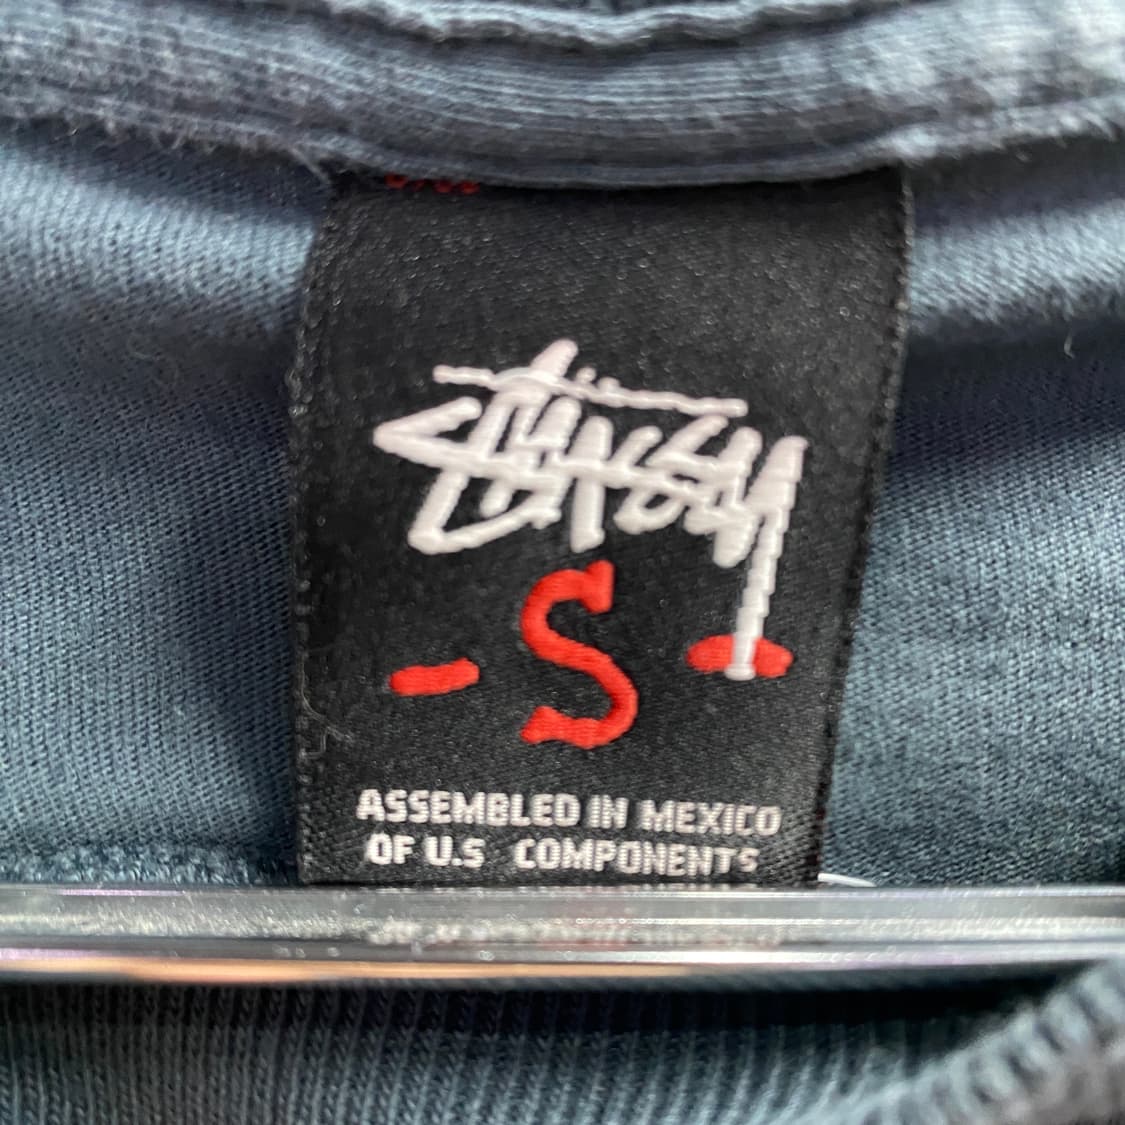 Stüssy
- S -
ASSEMBLED IN MEXICO
OF U.S COMPONENTS